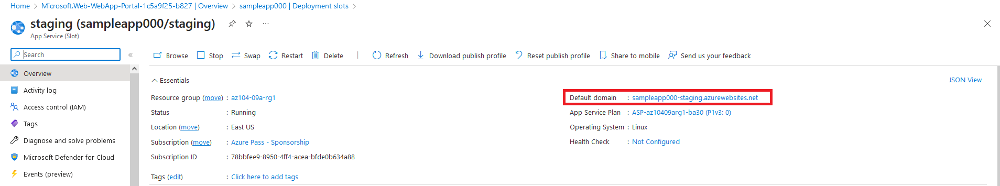 Home > Microsoft.Web-WebApp-Portal-1c5a9f25-b827 | Overview > sampleapp000 | Deployment slots >
staging (sampleapp000/staging) ...
App Service (Slot)
Search «
Browse Stop Swap Restart Delete | Refresh Download publish profile Reset publish profile Share to mobile Send us your feedback
Overview
Activity log
Access control (IAM)
Tags
Diagnose and solve problems
Microsoft Defender for Cloud
Events (preview)
Essentials JSON View
Resource group (move) : az104-09a-rg1
Status : Running
Location (move) : East US
Subscription (move) : Azure Pass - Sponsorship
Subscription ID : 78bbfee9-8950-4ff4-acea-bfde0b634a88
Tags (edit) : Click here to add tags
Default domain : sampleapp000-staging.azurewebsites.net
App Service Plan : ASP-az10409arg1-ba30 (P1v3: 0)
Operating System : Linux
Health Check : Not Configured